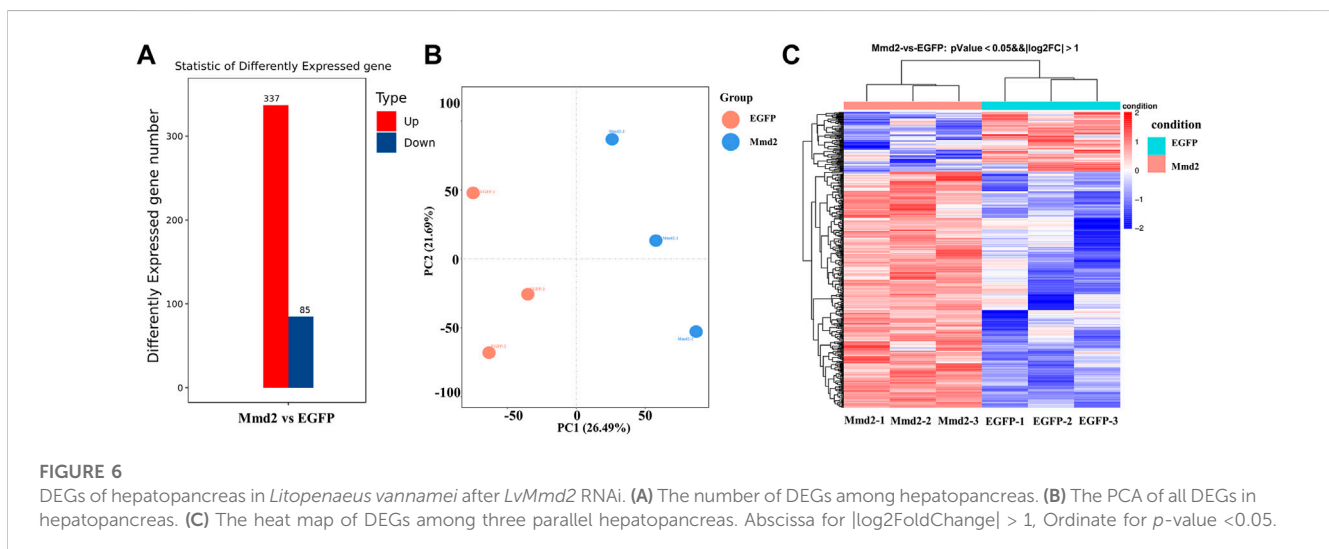 A
Statistic of Differently Expressed gene
337
85
300
200
100
0
Differently Expressed gene number
Mmd2 vs EGFP
Type
Up
Down
B
100
50
0
-50
-100
PC2 (21.69%)
-50
0
50
PC1 (26.49%)
EGFP-1
Group
EGFP
Mmd2
C
Mmd2-vs-EGFP: pValue < 0.05&&|log2FC| > 1
condition
2
1
0
-1
-2
condition
EGFP
Mmd2
Mmd2-1 Mmd2-2 Mmd2-3 EGFP-1 EGFP-2 EGFP-3
FIGURE 6
DEGs of hepatopancreas in Litopenaeus vannamei after LvMmd2 RNAi. (A) The number of DEGs among hepatopancreas. (B) The PCA of all DEGs in
hepatopancreas. (C) The heat map of DEGs among three parallel hepatopancreas. Abscissa for |log2FoldChange| > 1, Ordinate for p-value <0.05.